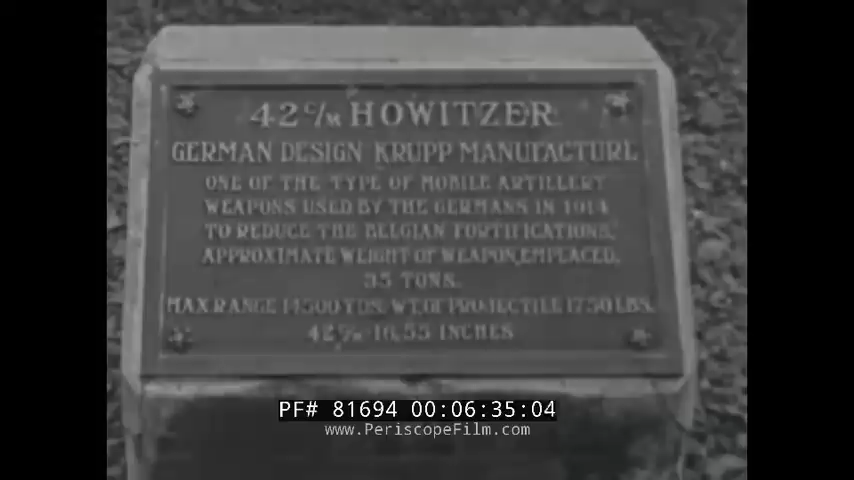 42 C/M HOWITZER
GERMAN DESIGN KRUPP MANUFACTURE
ONE OF THE TYPE OF MOBILE ARTILLERY
WEAPONS USED BY THE GERMANS IN 1914
TO REDUCE THE BELGIAN FORTIFICATIONS.
APPROXIMATE WEIGHT OF WEAPON, EMPLACED,
35 TONS.
MAX RANGE 14500 YDS. WT. OF PROJECTILE 1750 LBS.
42 C/M 16.55 INCHES
PF# 81694 00:06:35:04
www.PeriscopeFilm.com